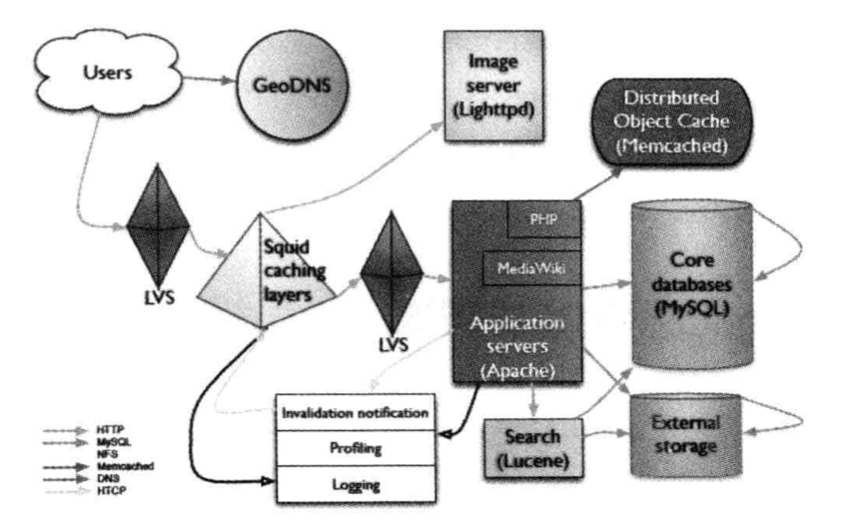 Users
GeoDNS
Image
server
(Lighttpd)
Distributed
Object Cache
(Memcached)
LVS
Squid
caching
layers
LVS
PHP
MediaWiki
Application
servers
(Apache)
Core
databases
(MySQL)
Invalidation notification
Profiling
Logging
Search
(Lucene)
External
storage
HTTP
MySQL
NFS
Memcached
DNS
HTCP